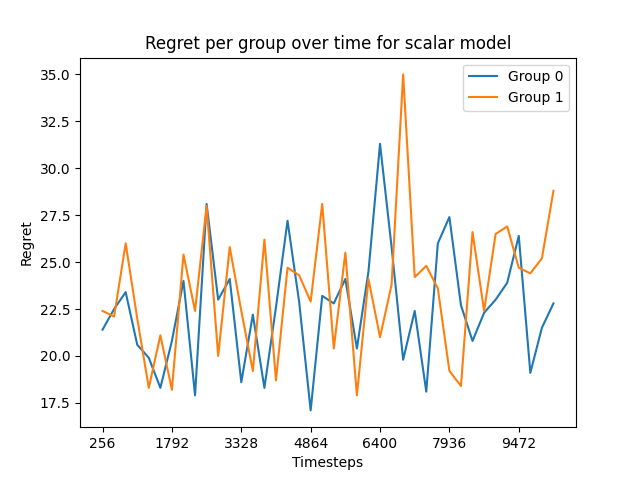 Regret per group over time for scalar model
Group 0
Group 1
35.0
32.5
30.0
27.5
25.0
22.5
20.0
17.5
Regret
256 1792 3328 4864 6400 7936 9472
Timesteps